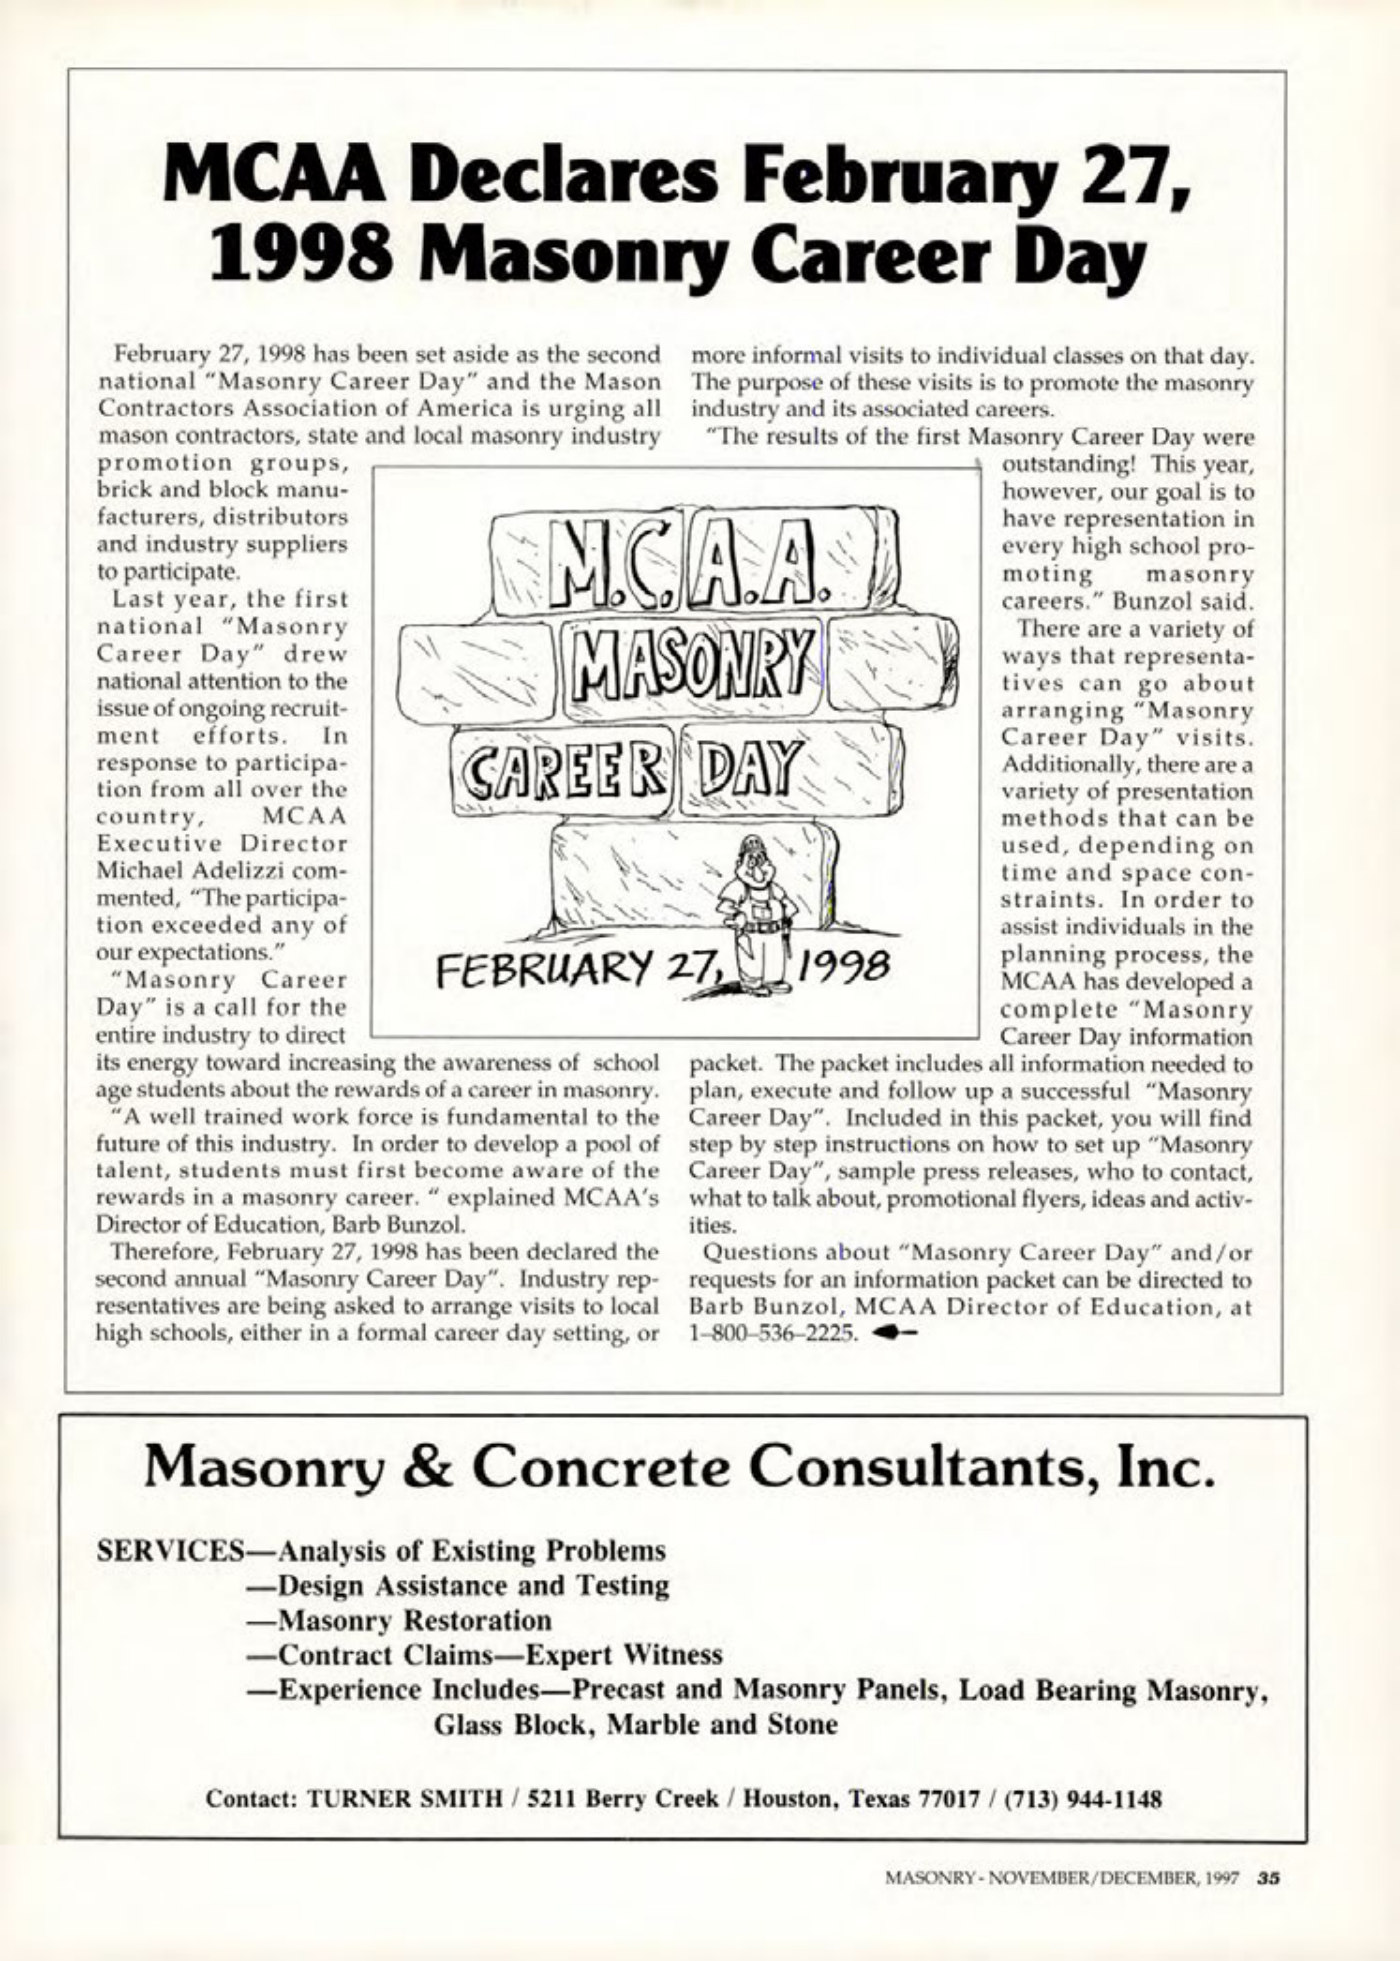 MCAA Declares February 27,
1998 Masonry Career Day
February 27, 1998 has been set aside as the second
national “Masonry Career Day” and the Mason
Contractors Association of America is urging all
mason contractors, state and local masonry industry
promotion groups,
brick and block manu-
facturers, distributors
and industry suppliers
to participate.
Last year, the first
national “Masonry
Career Day” drew
national attention to the
issue of ongoing recruit-
ment efforts. In
response to participa-
tion from all over the
country, MCAA
Executive Director
Michael Adelizzi com-
mented, “The participa-
tion exceeded any of
our expectations.”
“Masonry Career
Day” is a call for the
entire industry to direct
its energy toward increasing the awareness of school
age students about the rewards of a career in masonry.
“A well trained work force is fundamental to the
future of this industry. In order to develop a pool of
talent, students must first become aware of the
rewards in a masonry career. “ explained MCAA’s
Director of Education, Barb Bunzol.
Therefore, February 27, 1998 has been declared the
second annual “Masonry Career Day”. Industry rep-
resentatives are being asked to arrange visits to local
high schools, either in a formal career day setting, or
M.C.A.A.
MASONRY
CAREER DAY
FEBRUARY 27, 1998
more informal visits to individual classes on that day.
The purpose of these visits is to promote the masonry
industry and its associated careers.
“The results of the first Masonry Career Day were
outstanding! This year,
however, our goal is to
have representation in
every high school pro-
moting masonry
careers.” Bunzol said.
There are a variety of
ways that representa-
tives can go about
arranging “Masonry
Career Day” visits.
Additionally, there are a
variety of presentation
methods that can be
used, depending on
time and space con-
straints. In order to
assist individuals in the
planning process, the
MCAA has developed a
complete “Masonry
Career Day information
packet. The packet includes all information needed to
plan, execute and follow up a successful “Masonry
Career Day”. Included in this packet, you will find
step by step instructions on how to set up “Masonry
Career Day”, sample press releases, who to contact,
what to talk about, promotional flyers, ideas and activ-
ities.
Questions about “Masonry Career Day” and/or
requests for an information packet can be directed to
Barb Bunzol, MCAA Director of Education, at
1–800–536–2225.
Masonry & Concrete Consultants, Inc.
SERVICES—Analysis of Existing Problems
—Design Assistance and Testing
—Masonry Restoration
—Contract Claims—Expert Witness
—Experience Includes—Precast and Masonry Panels, Load Bearing Masonry,
Glass Block, Marble and Stone
Contact: TURNER SMITH / 5211 Berry Creek / Houston, Texas 77017 / (713) 944-1148
MASONRY - NOVEMBER/DECEMBER, 1997 35